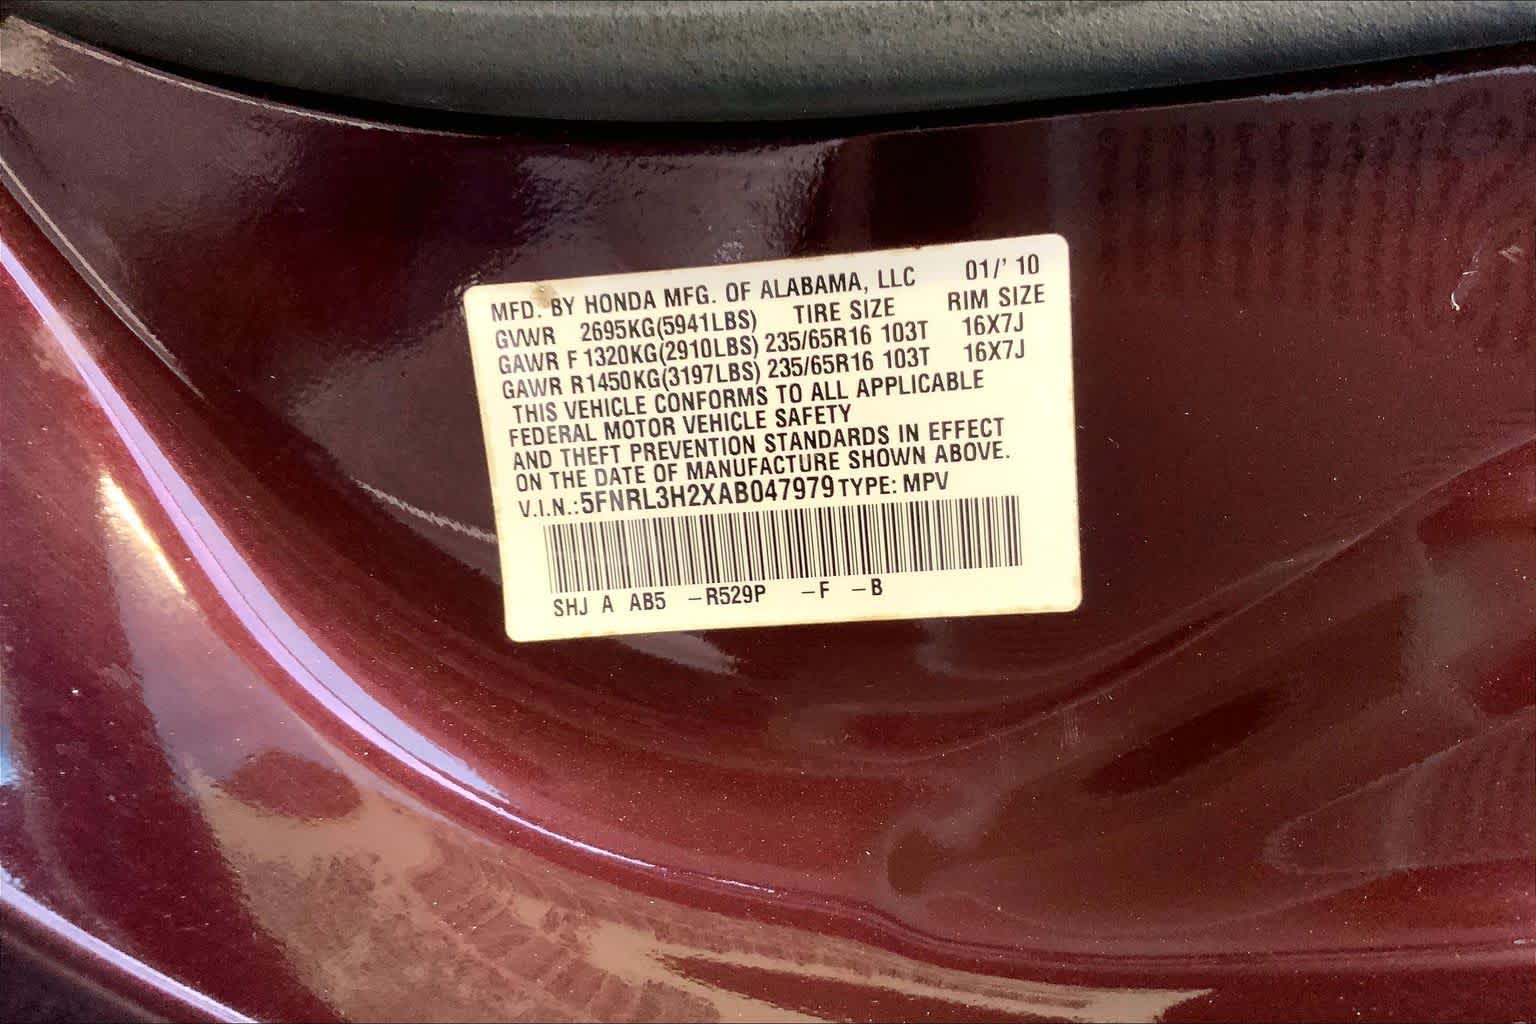 MFD. BY HONDA MFG. OF ALABAMA, LLC 01/' 10
GVWR 2695KG(5941LBS) TIRE SIZE RIM SIZE
GAWR F 1320KG(2910LBS) 235/65R16 103T 16X7J
GAWR R1450KG(3197LBS) 235/65R16 103T 16X7J
THIS VEHICLE CONFORMS TO ALL APPLICABLE
FEDERAL MOTOR VEHICLE SAFETY
AND THEFT PREVENTION STANDARDS IN EFFECT
ON THE DATE OF MANUFACTURE SHOWN ABOVE.
V.I.N.:5FNRL3H2XAB047979 TYPE: MPV
SHJ A AB5 -R529P -F -B